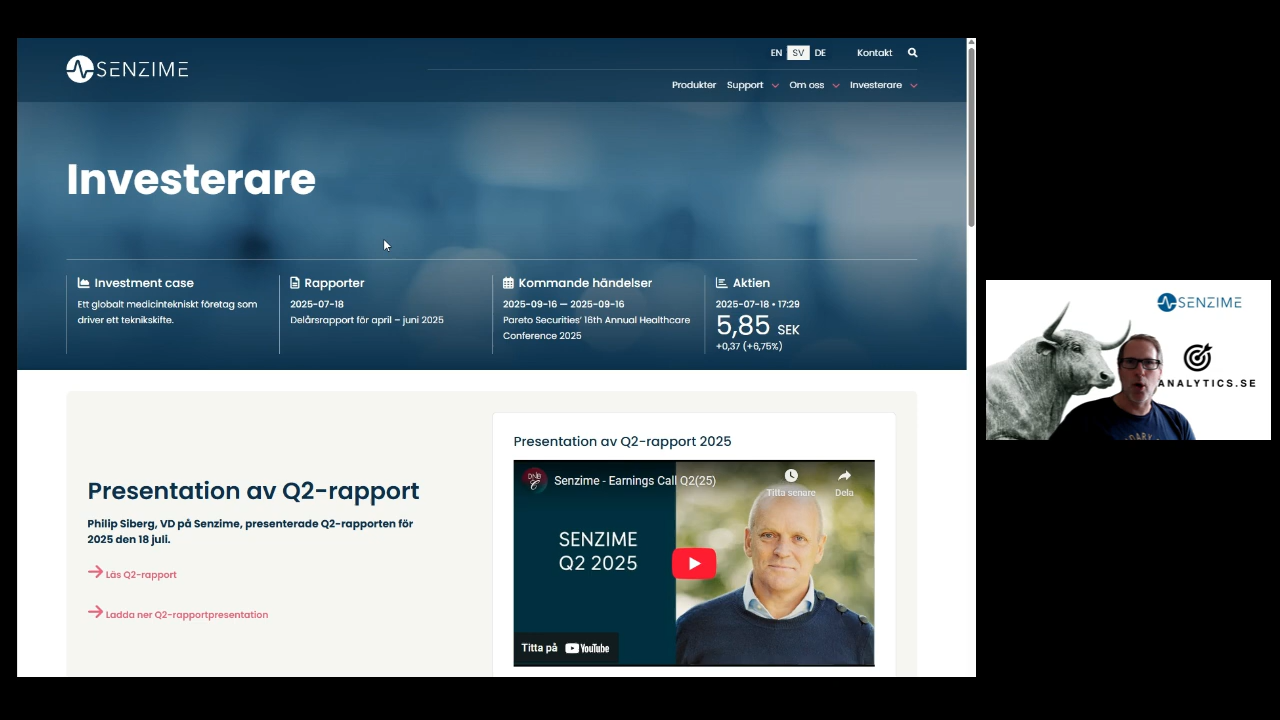 SENZIME
EN SV DE Kontakt
Produkter Support Om oss Investerare
Investerare
Investment case
Ett globalt medicintekniskt företag som
driver ett teknikskifte.
Rapporter
2025-07-18
Delårsrapport för april – juni 2025
Kommande händelser
2025-09-16 — 2025-09-16
Pareto Securities’ 16th Annual Healthcare
Conference 2025
Aktien
2025-07-18 • 17:29
5,85 SEK
+0,37 (+6,75%)
Presentation av Q2-rapport
Philip Siberg, VD på Senzime, presenterade Q2-rapporten för
2025 den 18 juli.
Läs Q2-rapport
Ladda ner Q2-rapportpresentation
Presentation av Q2-rapport 2025
Senzime - Earnings Call Q2(25)
Titta senare
Dela
SENZIME
Q2 2025
Titta på YouTube
SENZIME
ANALYTICS.SE